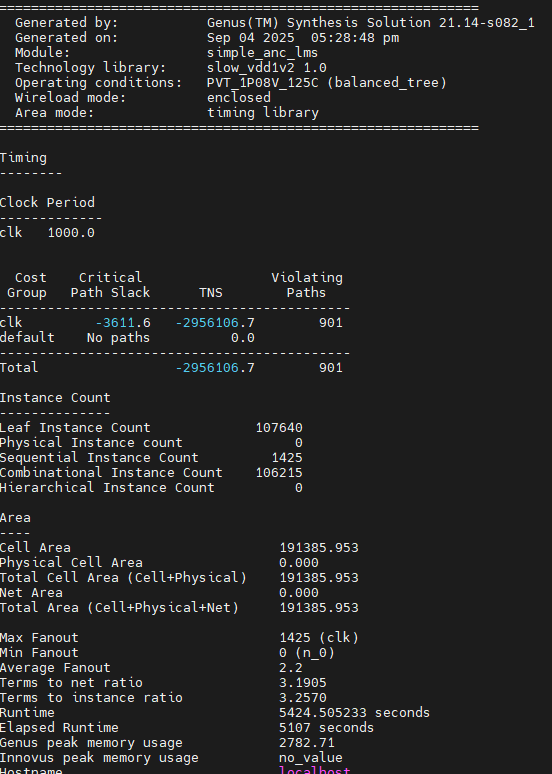 ============================================================
Generated by:           Genus(TM) Synthesis Solution 21.14-s082_1
Generated on:           Sep 04 2025  05:28:48 pm
Module:                 simple_anc_lms
Technology library:     slow_vdd1v2 1.0
Operating conditions:   PVT_1P08V_125C (balanced_tree)
Wireload mode:          enclosed
Area mode:              timing library
============================================================
Timing
--------
Clock Period
-------------
clk   1000.0
Cost    Critical                Violating
Group   Path Slack      TNS        Paths
--------------------------------------------
clk         -3611.6   -2956106.7        901
default    No paths          0.0
--------------------------------------------
Total                 -2956106.7        901
Instance Count
--------------
Leaf Instance Count             107640
Physical Instance count              0
Sequential Instance Count         1425
Combinational Instance Count    106215
Hierarchical Instance Count          0
Area
----
Cell Area                          191385.953
Physical Cell Area                 0.000
Total Cell Area (Cell+Physical)    191385.953
Net Area                           0.000
Total Area (Cell+Physical+Net)     191385.953
Max Fanout                         1425 (clk)
Min Fanout                         0 (n_0)
Average Fanout                     2.2
Terms to net ratio                 3.1905
Terms to instance ratio            3.2570
Runtime                            5424.505233 seconds
Elapsed Runtime                    5107 seconds
Genus peak memory usage            2782.71
Innovus peak memory usage          no_value
Hostname                           localhost